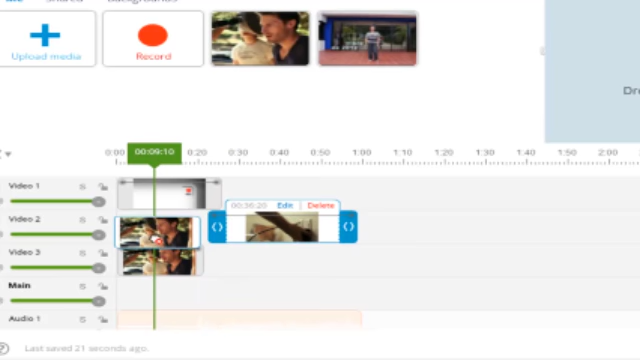 Upload media
Record
Dr
00:09:10
0:00 0:20 0:30 0:40 0:50 1:00 1:10 1:20 1:30 1:40 1:50 2:00
Video 1 S
00:36:20 Edit Delete
Video 2 S
Video 3 S
Main S
Audio 1 S
Last saved 21 seconds ago.